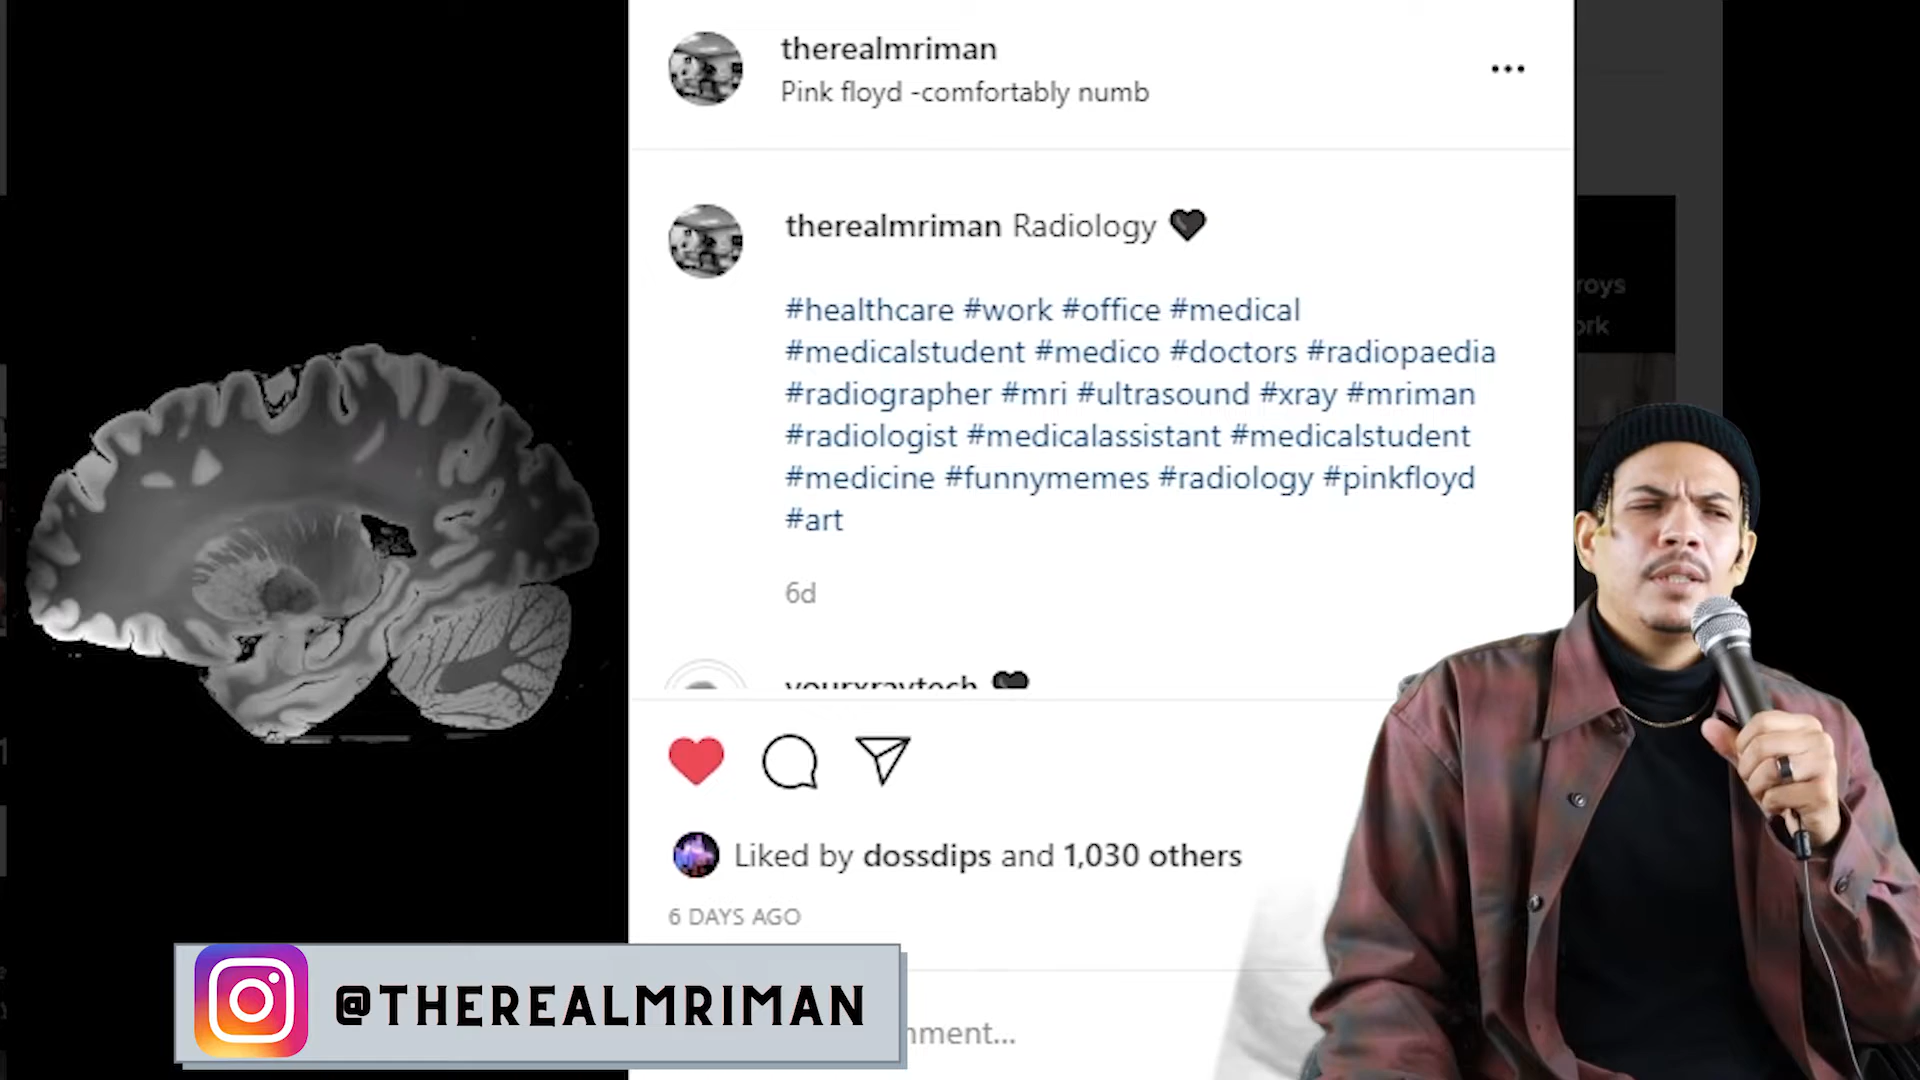 therealmriman
Pink floyd -comfortably numb
therealmriman Radiology 🖤
#healthcare #work #office #medical
#medicalstudent #medico #doctors #radiopaedia
#radiographer #mri #ultrasound #xray #mriman
#radiologist #medicalassistant #medicalstudent
#medicine #funnymemes #radiology #pinkfloyd
#art
6d
yourxraytech 🖤
Liked by dossdips and 1,030 others
6 DAYS AGO
@THEREALMRIMAN